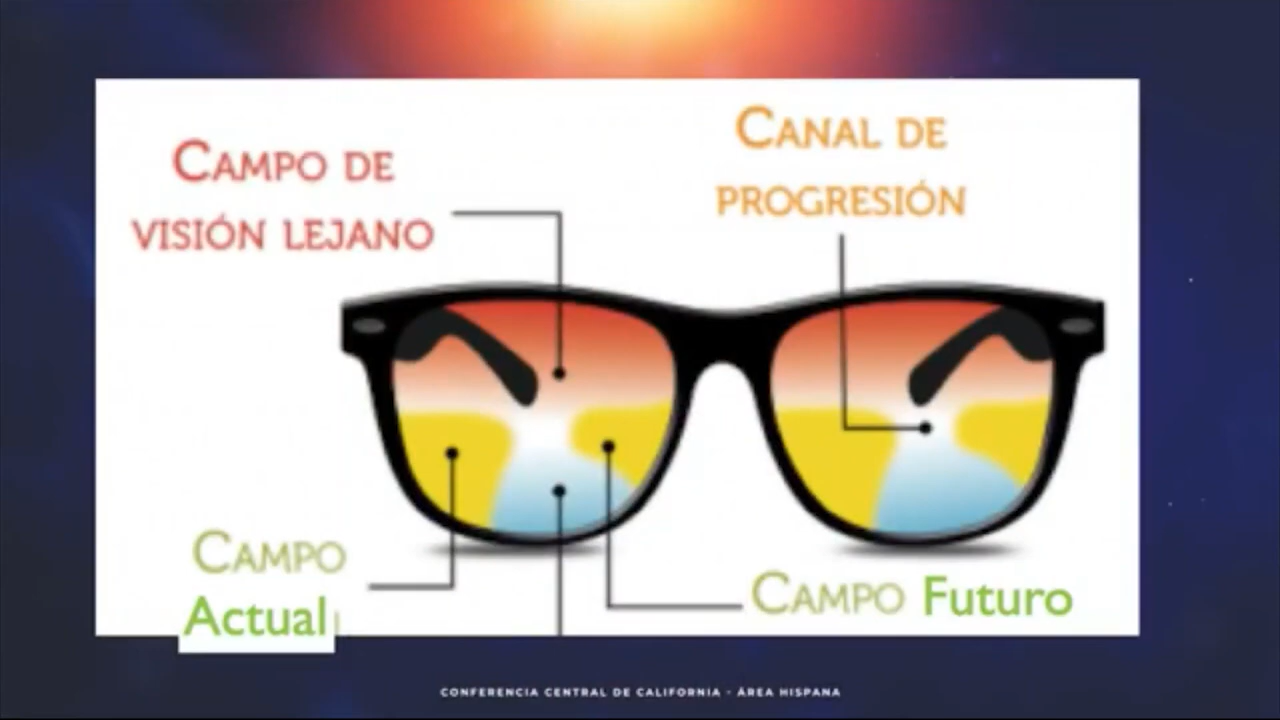 CAMPO DE
VISIÓN LEJANO
CANAL DE
PROGRESIÓN
CAMPO
Actual
CAMPO Futuro
CONFERENCIA CENTRAL DE CALIFORNIA - ÁREA HISPANA